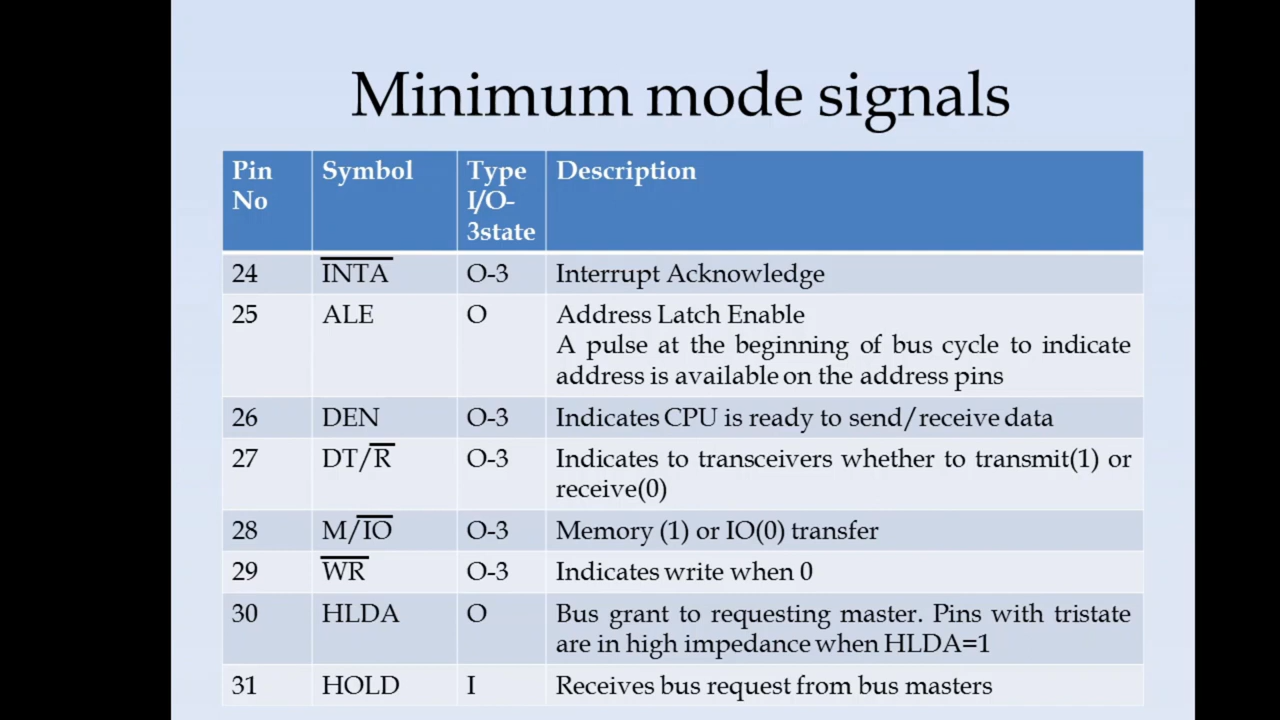 Minimum mode signals
Pin No Symbol Type I/O-3state Description
24 I̅N̅T̅A̅ O-3 Interrupt Acknowledge
25 ALE O Address Latch Enable
A pulse at the beginning of bus cycle to indicate
address is available on the address pins
26 DEN O-3 Indicates CPU is ready to send/receive data
27 DT/R̅ O-3 Indicates to transceivers whether to transmit(1) or
receive(0)
28 M/I̅O̅ O-3 Memory (1) or IO(0) transfer
29 W̅R̅ O-3 Indicates write when 0
30 HLDA O Bus grant to requesting master. Pins with tristate
are in high impedance when HLDA=1
31 HOLD I Receives bus request from bus masters